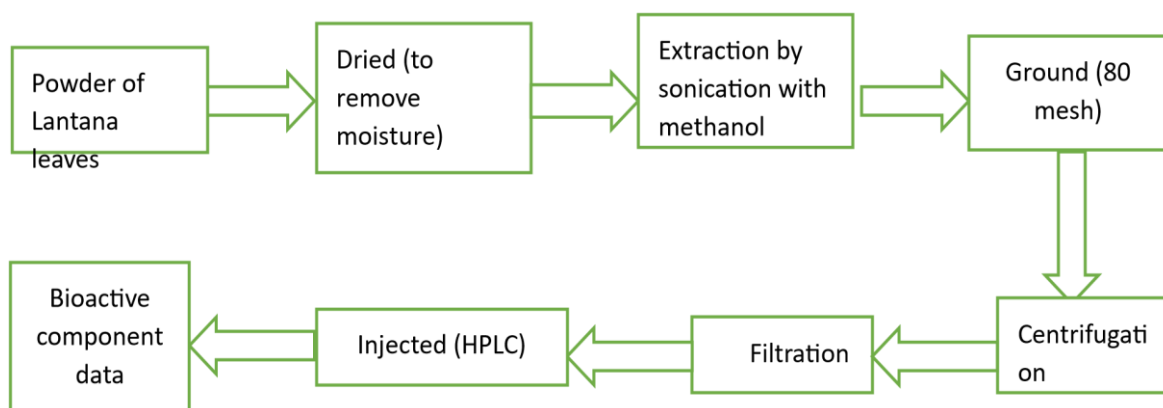 Powder of
Lantana
leaves
Dried (to
remove
moisture)
Extraction by
sonication with
methanol
Ground (80
mesh)
Centrifugati
on
Filtration
Injected (HPLC)
Bioactive
component
data